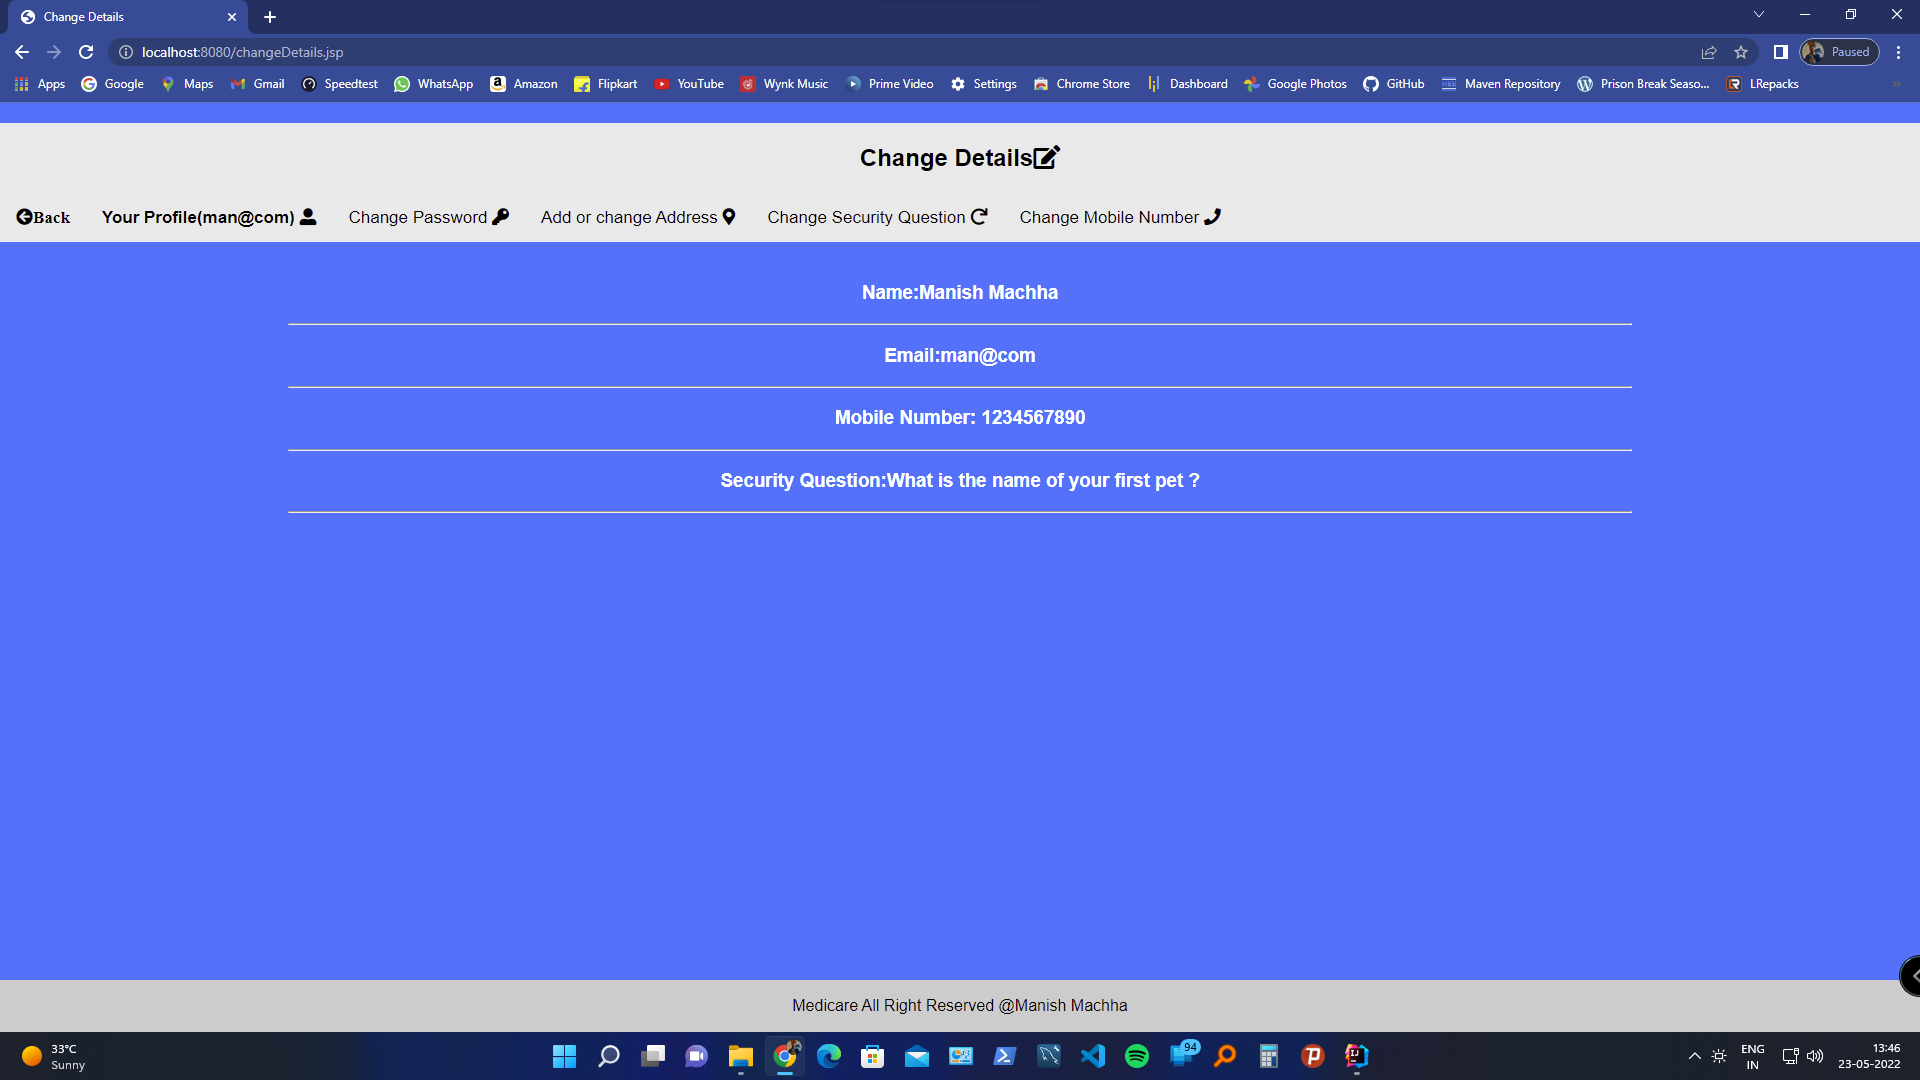 Change Details
localhost:8080/changeDetails.jsp
Paused
Apps Google Maps Gmail Speedtest WhatsApp Amazon Flipkart YouTube Wynk Music Prime Video Settings Chrome Store Dashboard Google Photos GitHub Maven Repository Prison Break Seaso... LRepacks
Change Details
Back Your Profile(man@com) Change Password Add or change Address Change Security Question Change Mobile Number
Name:Manish Machha
Email:man@com
Mobile Number: 1234567890
Security Question:What is the name of your first pet ?
Medicare All Right Reserved @Manish Machha
33°C
Sunny
94
ENG
IN
13:46
23-05-2022